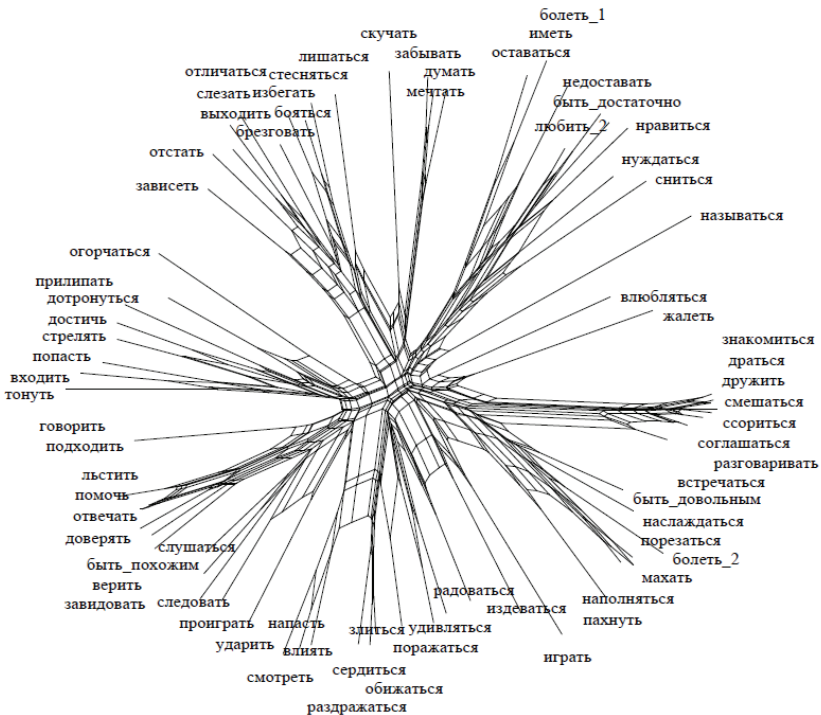 болеть_1
скучать
иметь
забывать
оставаться
лишаться
думать
отличаться
стесняться
недоставать
слезать
избегать
мечтать
быть_достаточно
выходить
бояться
любить_2
нравиться
брезговать
отстать
нуждаться
зависеть
сниться
называться
огорчаться
прилипать
дотронуться
влюбляться
достичь
жалеть
стрелять
знакомиться
попасть
драться
входить
дружить
тонуть
смешаться
говорить
ссориться
подходить
соглашаться
разговаривать
льстить
встречаться
помочь
быть_довольным
отвечать
наслаждаться
доверять
порезаться
слушаться
болеть_2
быть_похожим
махать
верить
радоваться
наполняться
завидовать
следовать
издеваться
пахнуть
проиграть
напасть
злиться
удивляться
ударить
влиять
поражаться
играть
смотреть
сердиться
обижаться
раздражаться